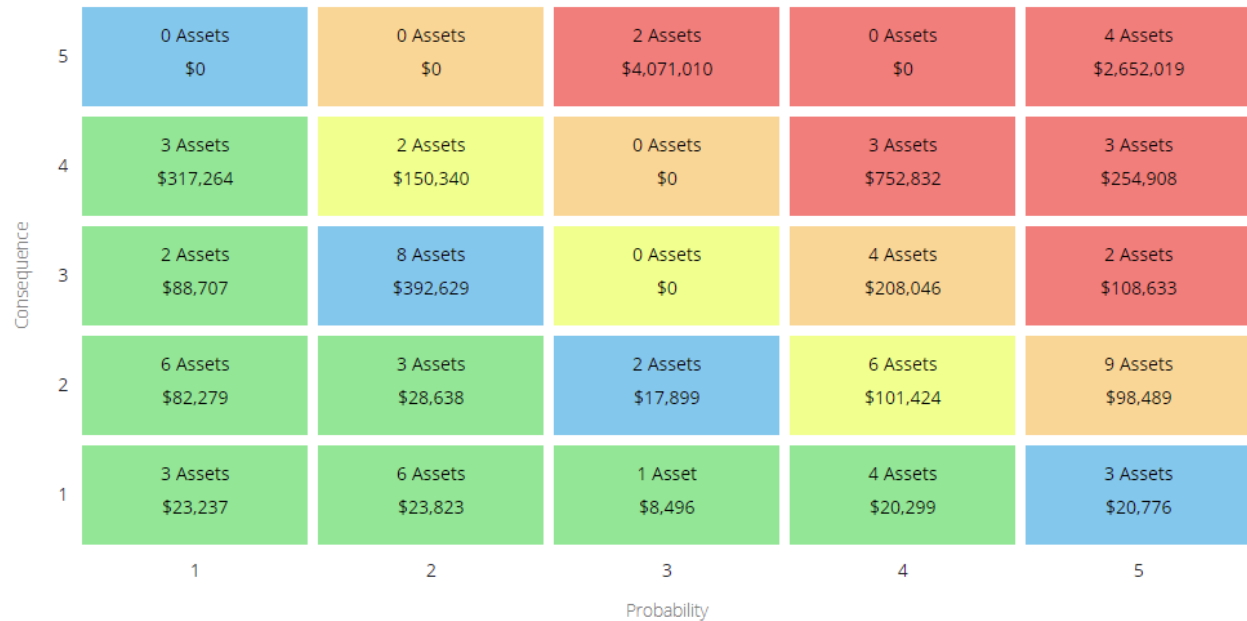 0 Assets
$0
0 Assets
$0
2 Assets
$4,071,010
0 Assets
$0
4 Assets
$2,652,019
5
3 Assets
$317,264
2 Assets
$150,340
0 Assets
$0
3 Assets
$752,832
3 Assets
$254,908
4
2 Assets
$88,707
8 Assets
$392,629
0 Assets
$0
4 Assets
$208,046
2 Assets
$108,633
3
Consequence
6 Assets
$82,279
3 Assets
$28,638
2 Assets
$17,899
6 Assets
$101,424
9 Assets
$98,489
2
3 Assets
$23,237
6 Assets
$23,823
1 Asset
$8,496
4 Assets
$20,299
3 Assets
$20,776
1
1
2
3
4
5
Probability